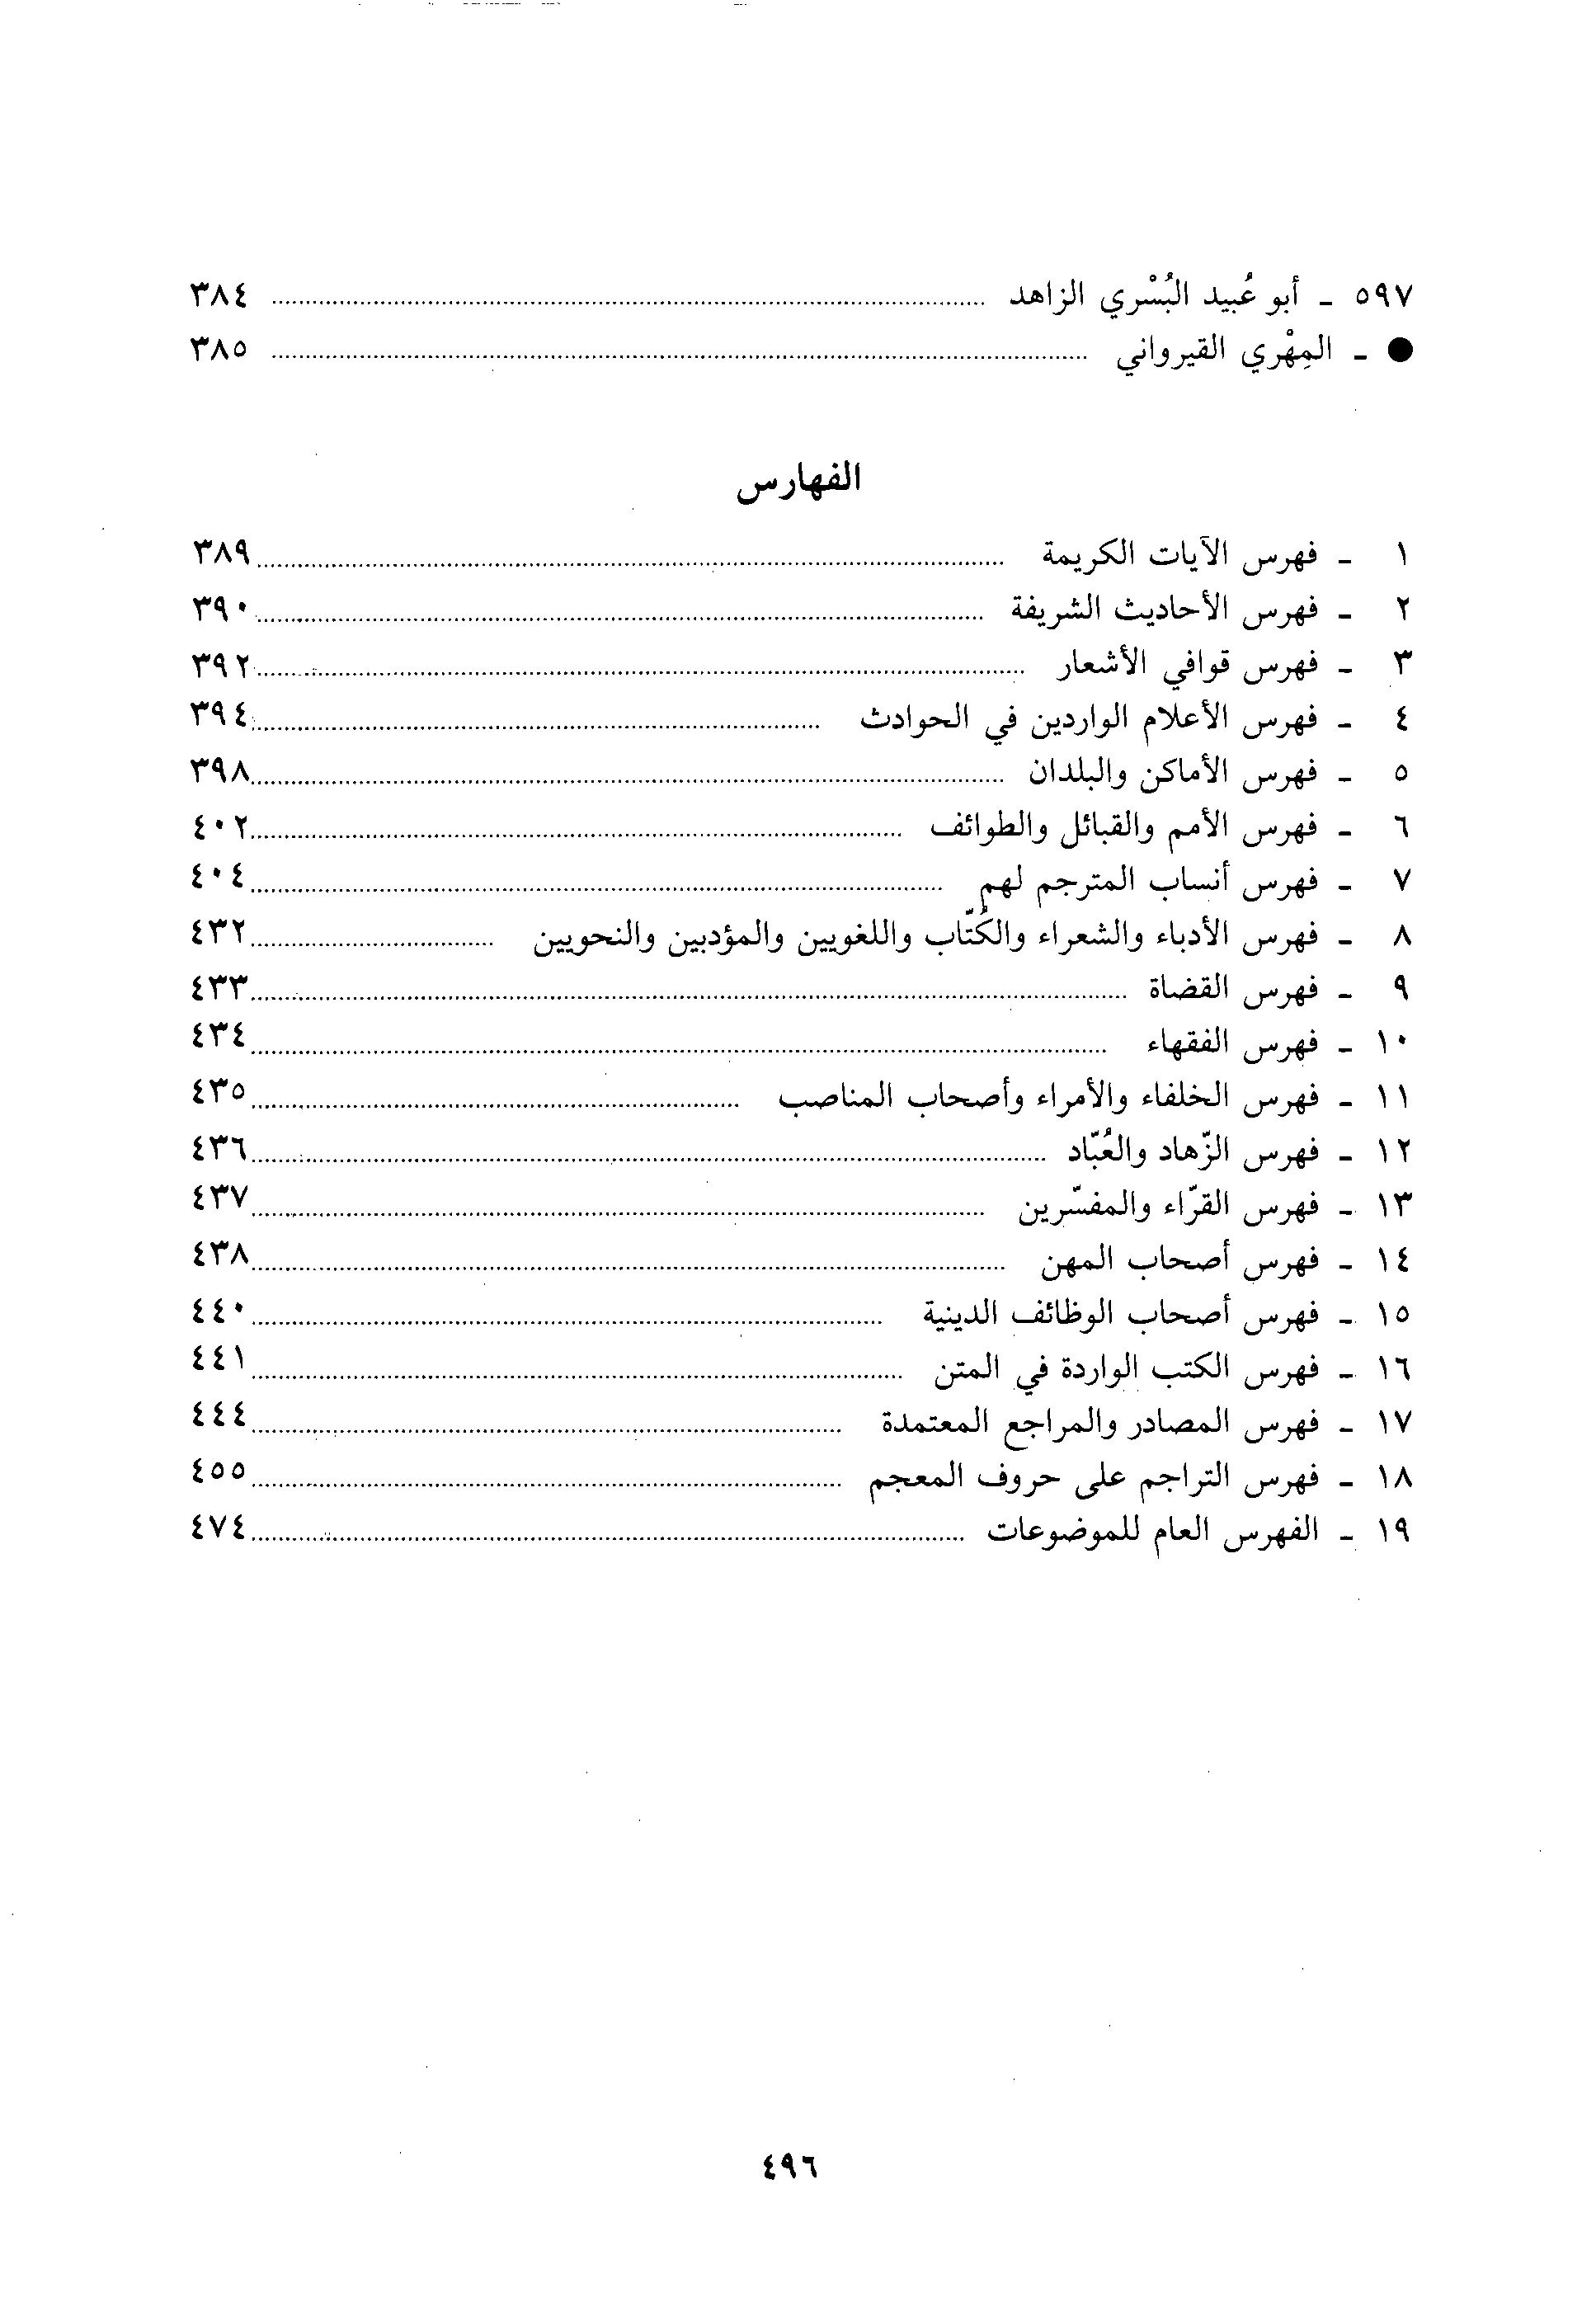 ٥٩٧ - أبو عُبيد البُسْري الزاهد ........ ٣٨٤
● - المِهْري القيرواني ........ ٣٨٥
الفهارس
١ - فهرس الآيات الكريمة ........ ٣٨٩
٢ - فهرس الأحاديث الشريفة ........ ٣٩٠
٣ - فهرس قوافي الأشعار ........ ٣٩٢
٤ - فهرس الأعلام الواردين في الحوادث ........ ٣٩٤
٥ - فهرس الأماكن والبلدان ........ ٣٩٨
٦ - فهرس الأمم والقبائل والطوائف ........ ٤٠٢
٧ - فهرس أنساب المترجم لهم ........ ٤٠٤
٨ - فهرس الأدباء والشعراء والكُتّاب واللغويين والمؤدبين والنحويين ........ ٤٣٢
٩ - فهرس القضاة ........ ٤٣٣
١٠ - فهرس الفقهاء ........ ٤٣٤
١١ - فهرس الخلفاء والأمراء وأصحاب المناصب ........ ٤٣٥
١٢ - فهرس الزّهاد والعُبّاد ........ ٤٣٦
١٣ - فهرس القرّاء والمفسّرين ........ ٤٣٧
١٤ - فهرس أصحاب المهن ........ ٤٣٨
١٥ - فهرس أصحاب الوظائف الدينية ........ ٤٤٠
١٦ - فهرس الكتب الواردة في المتن ........ ٤٤١
١٧ - فهرس المصادر والمراجع المعتمدة ........ ٤٤٤
١٨ - فهرس التراجم على حروف المعجم ........ ٤٥٥
١٩ - الفهرس العام للموضوعات ........ ٤٧٤
٤٩٦